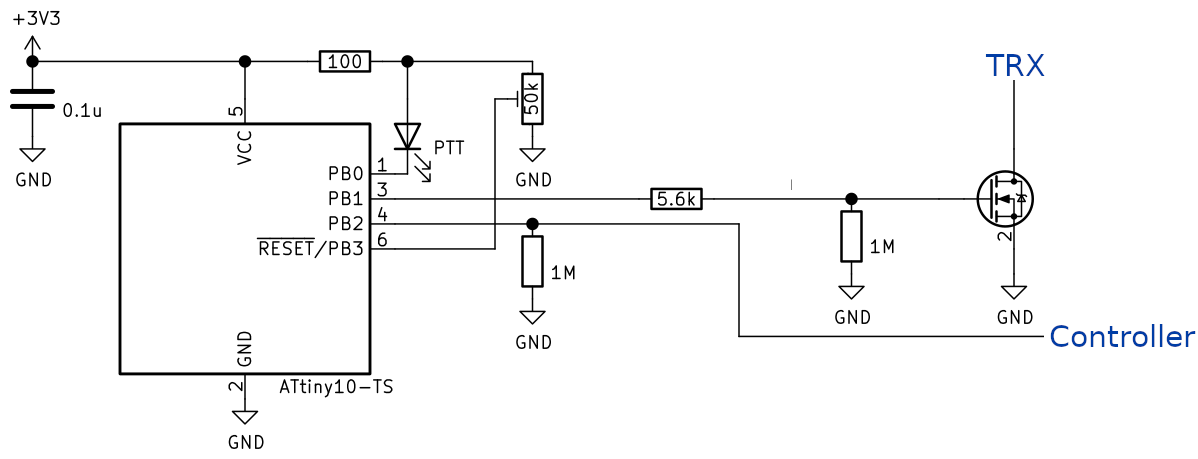 +3V3
TRX
100
50k
0.1u
5
VCC
PTT
GND
GND
PB0
1
PB1
3
5.6k
PB2
4
RESET/PB3
6
2
1M
1M
GND
GND
GND
Controller
GND
2
ATtiny10-TS
GND